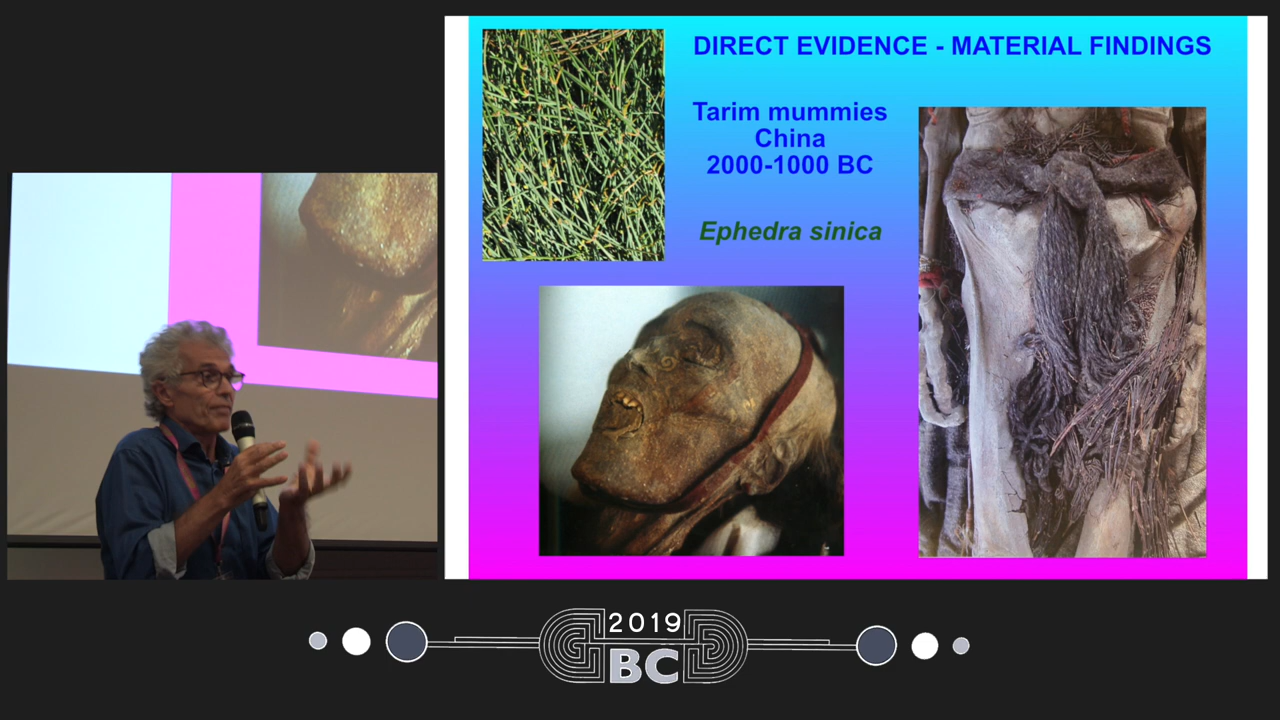 DIRECT EVIDENCE - MATERIAL FINDINGS
Tarim mummies
China
2000-1000 BC
Ephedra sinica
2019
BC